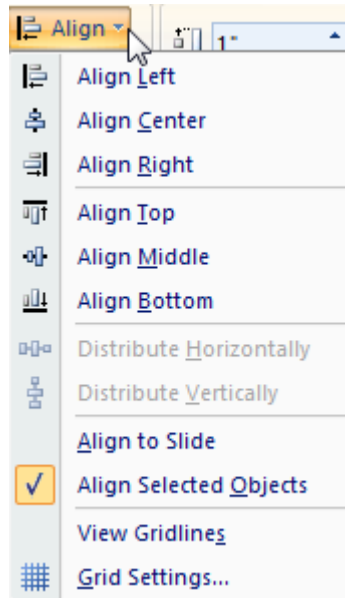 Align
1"
Align Left
Align Center
Align Right
Align Top
Align Middle
Align Bottom
Distribute Horizontally
Distribute Vertically
Align to Slide
Align Selected Objects
View Gridlines
Grid Settings...